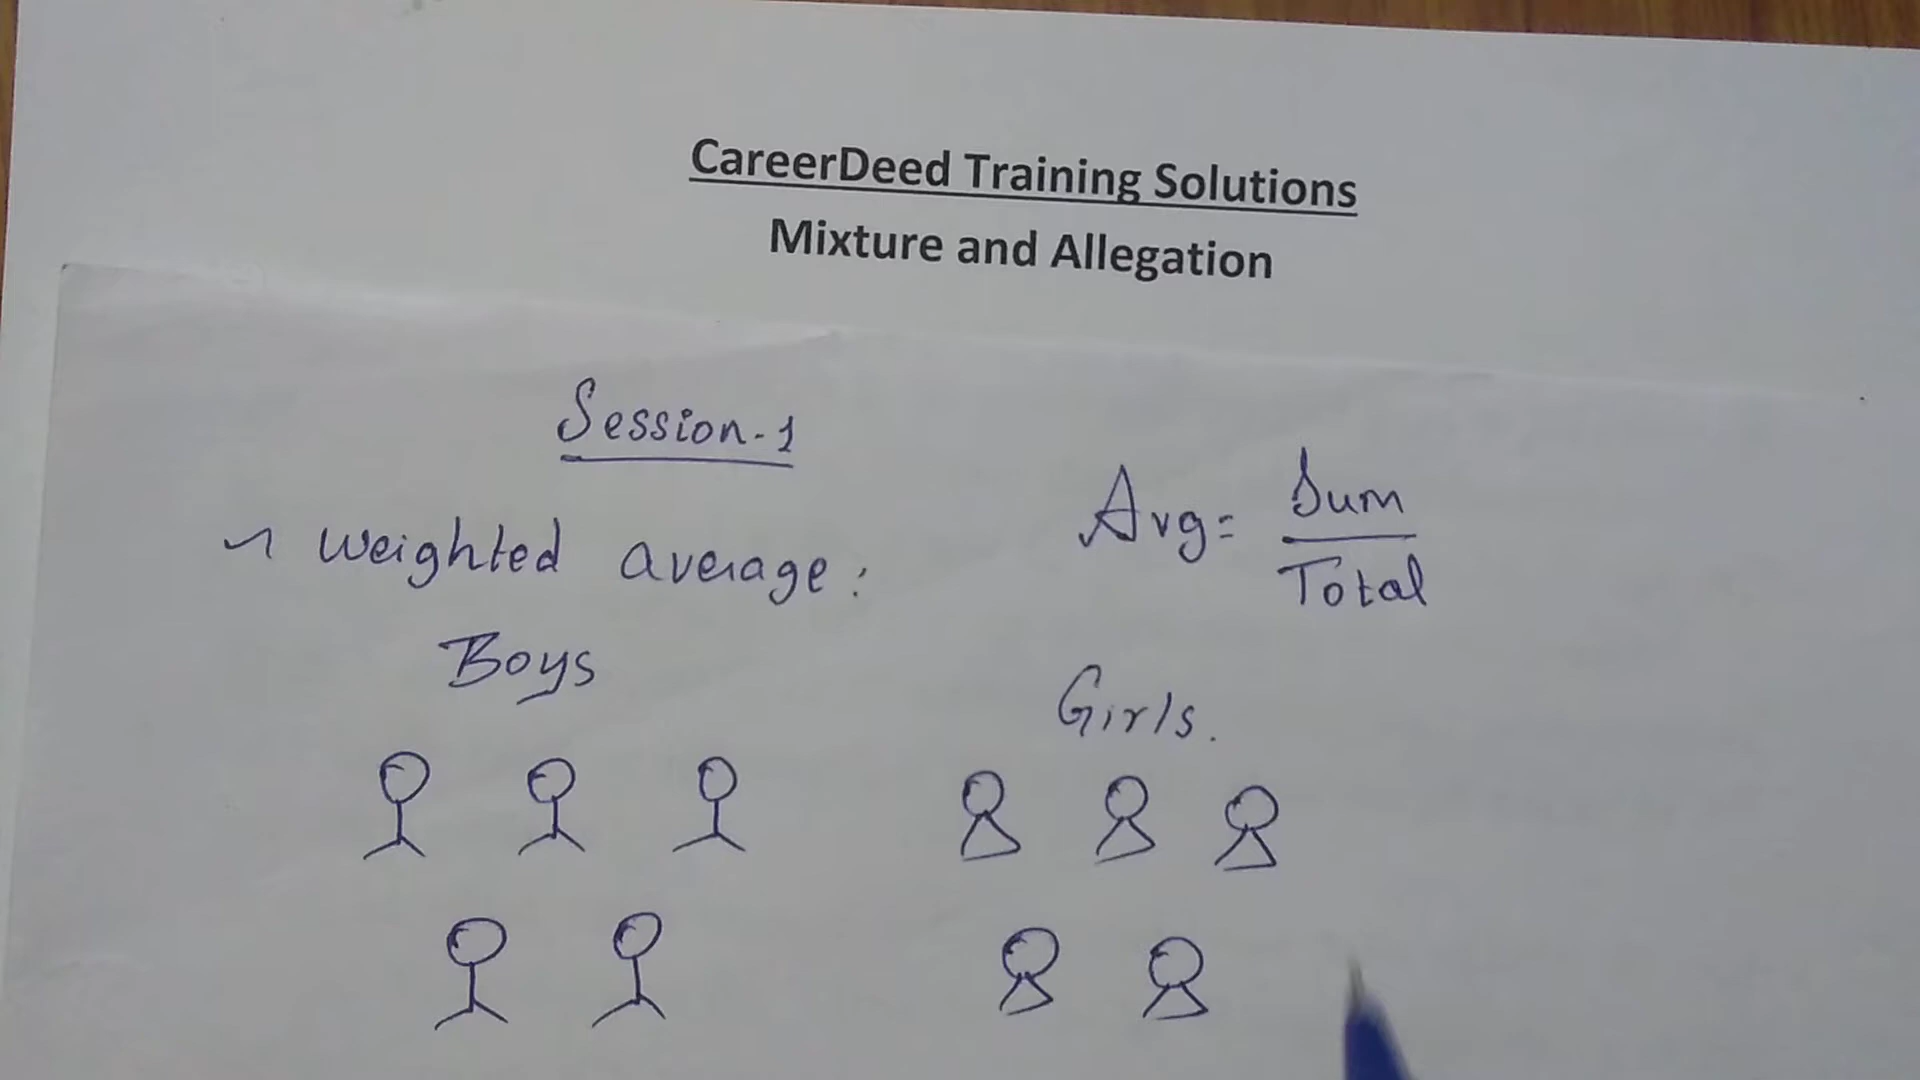 CareerDeed Training Solutions
Mixture and Allegation
Session-1
weighted average:
Avg = Sum
Total
Boys
Girls.